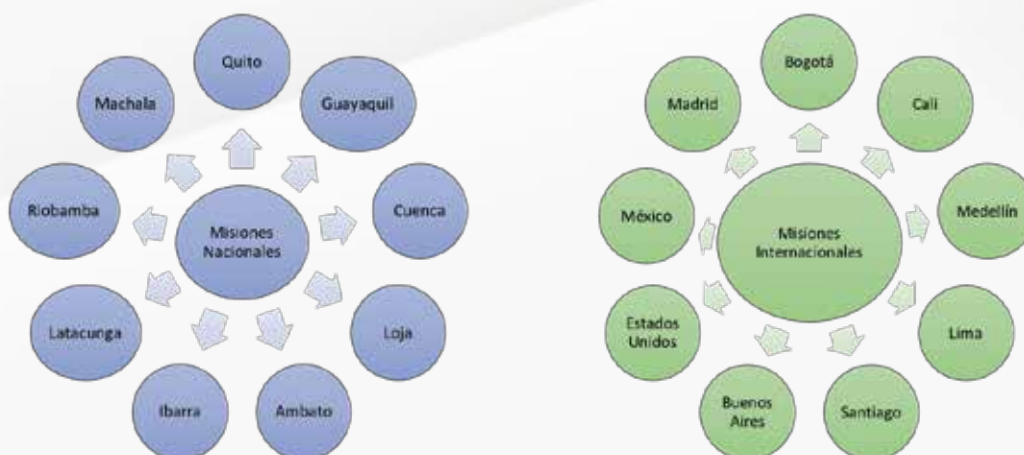 Quito
Guayaquil
Cuenca
Loja
Ambato
Ibarra
Latacunga
Riobamba
Machala
Misiones
Nacionales
Bogotá
Cali
Medellín
Lima
Santiago
Buenos
Aires
Estados
Unidos
México
Madrid
Misiones
Internacionales